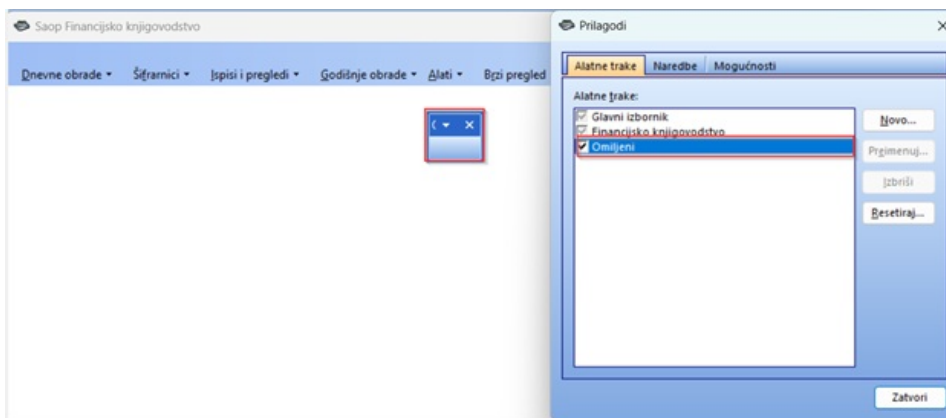 Saop Financijsko knjigovodstvo
Dnevne obrade
Šifrarnici
Ispisi i pregledi
Godišnje obrade
Alati
Brzi pregled
Prilagodi
Alatne trake
Naredbe
Mogućnosti
Alatne trake:
Glavni izbornik
Financijsko knjigovodstvo
Omiljeni
Novo...
Preimenuj...
Izbriši
Resetiraj...
Zatvori